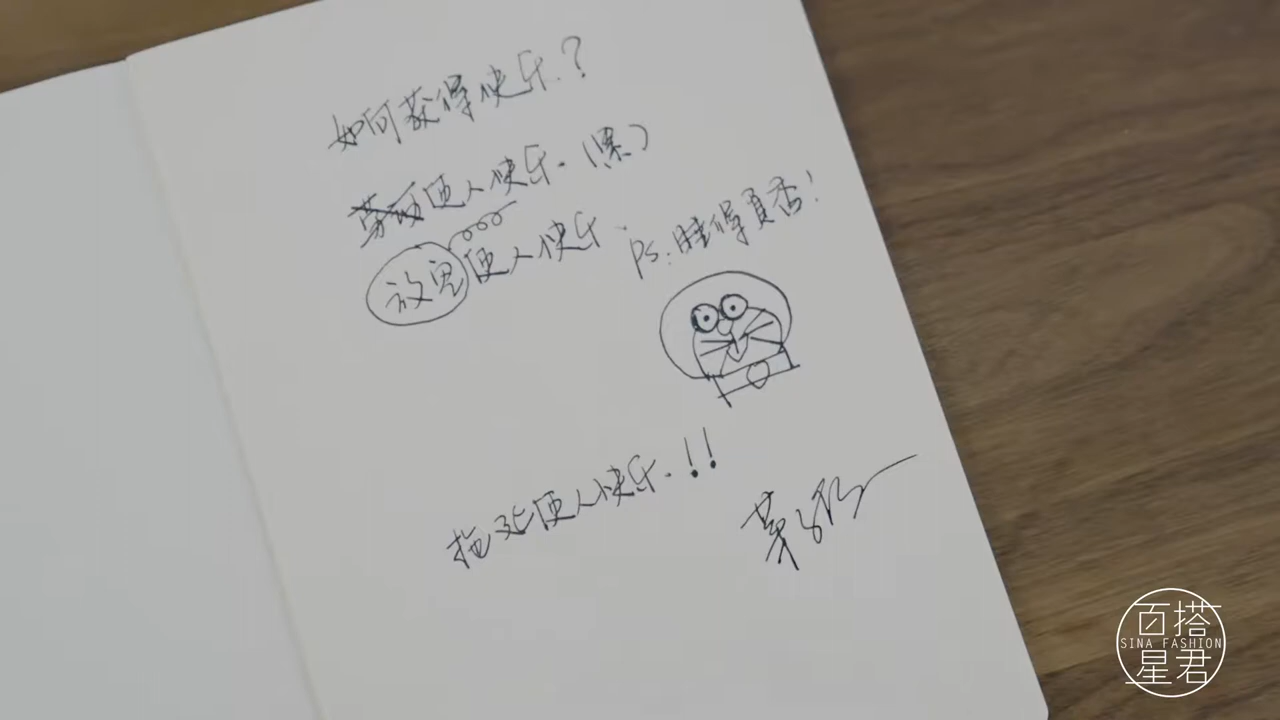 如何获得快乐.?
劳动使人快乐.(累)
放完使人快乐.
Ps:睡得真香!
拖延使人快乐.!!
百搭
SINA FASHION
星君